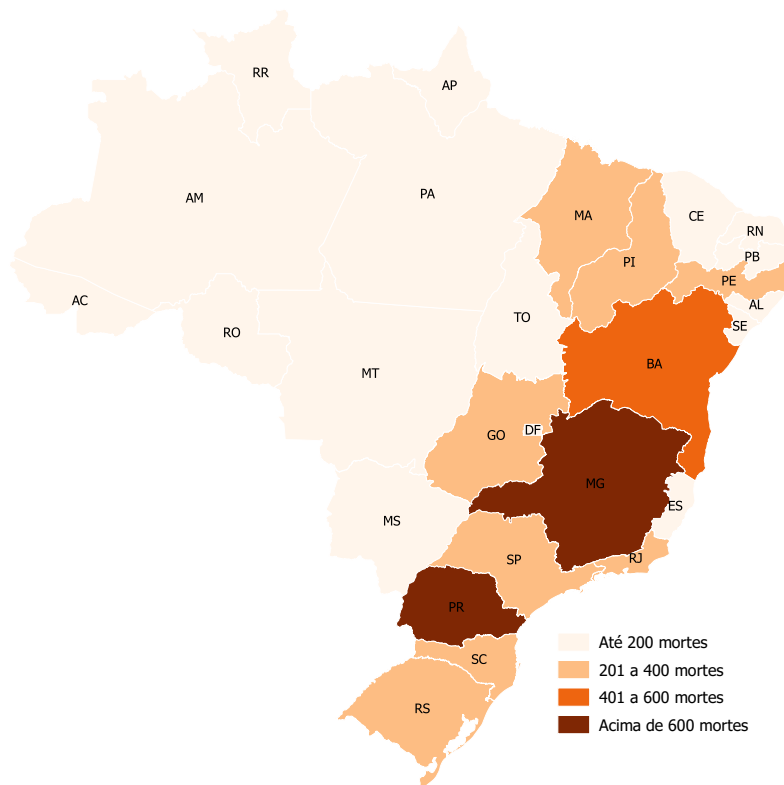 RR
AP
AM
PA
MA
CE
RN
PB
PI
PE
AL
SE
AC
RO
TO
BA
MT
GO
DF
MG
ES
MS
SP
RJ
PR
SC
RS
Até 200 mortes
201 a 400 mortes
401 a 600 mortes
Acima de 600 mortes